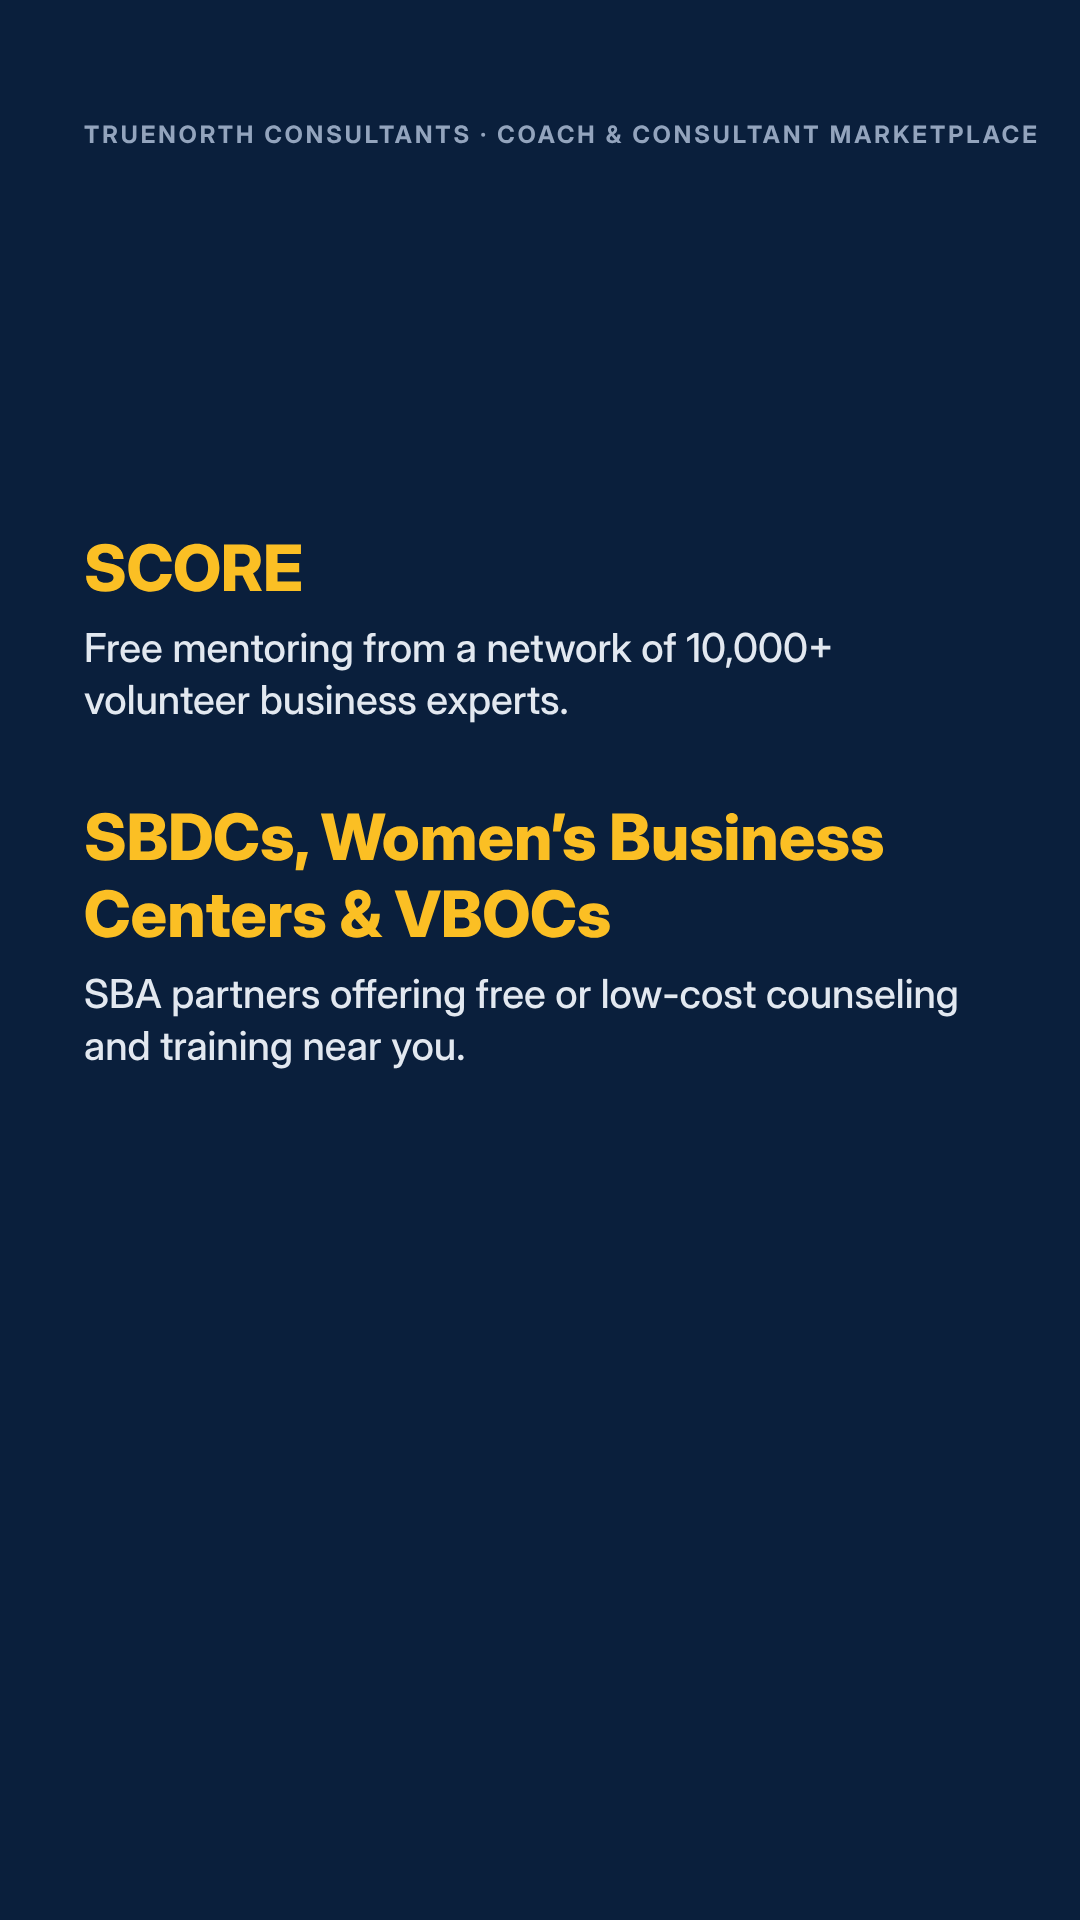 TRUENORTH CONSULTANTS · COACH & CONSULTANT MARKETPLACE
SCORE
Free mentoring from a network of 10,000+
volunteer business experts.
SBDCs, Women’s Business
Centers & VBOCs
SBA partners offering free or low-cost counseling
and training near you.